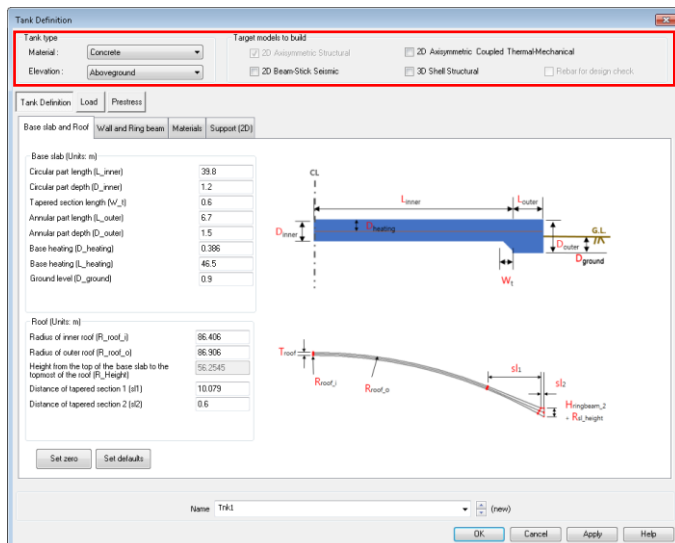 Tank Definition
Tank type
Material :
Concrete
Elevation :
Aboveground
Target models to build
2D Axisymmetric Structural
2D Axisymmetric Coupled Thermal-Mechanical
2D Beam-Stick Seismic
3D Shell Structural
Rebar for design check
Tank Definition
Load
Prestress
Base slab and Roof
Wall and Ring beam
Materials
Support (2D)
Base slab (Units: m)
Circular part length (L_inner)
39.8
Circular part depth (D_inner)
1.2
Tapered section length (W_t)
0.6
Annular part length (L_outer)
6.7
Annular part depth (D_outer)
1.5
Base heating (D_heating)
0.386
Base heating (L_heating)
46.5
Ground level (D_ground)
0.9
CL
Linner
Louter
Dinner
Dheating
G.L.
Douter
Dground
Wt
Roof (Units: m)
Radius of inner roof (R_roof_i)
86.406
Radius of outer roof (R_roof_o)
86.906
Height from the top of the base slab to the
topmost of the roof (R_Height)
56.2545
Distance of tapered section 1 (sl1)
10.079
Distance of tapered section 2 (sl2)
0.6
Troof
Rroof_i
Rroof_o
sl1
sl2
Hringbeam_2
+ Rsl_height
Set zero
Set defaults
Name
Tnk1
(new)
OK
Cancel
Apply
Help